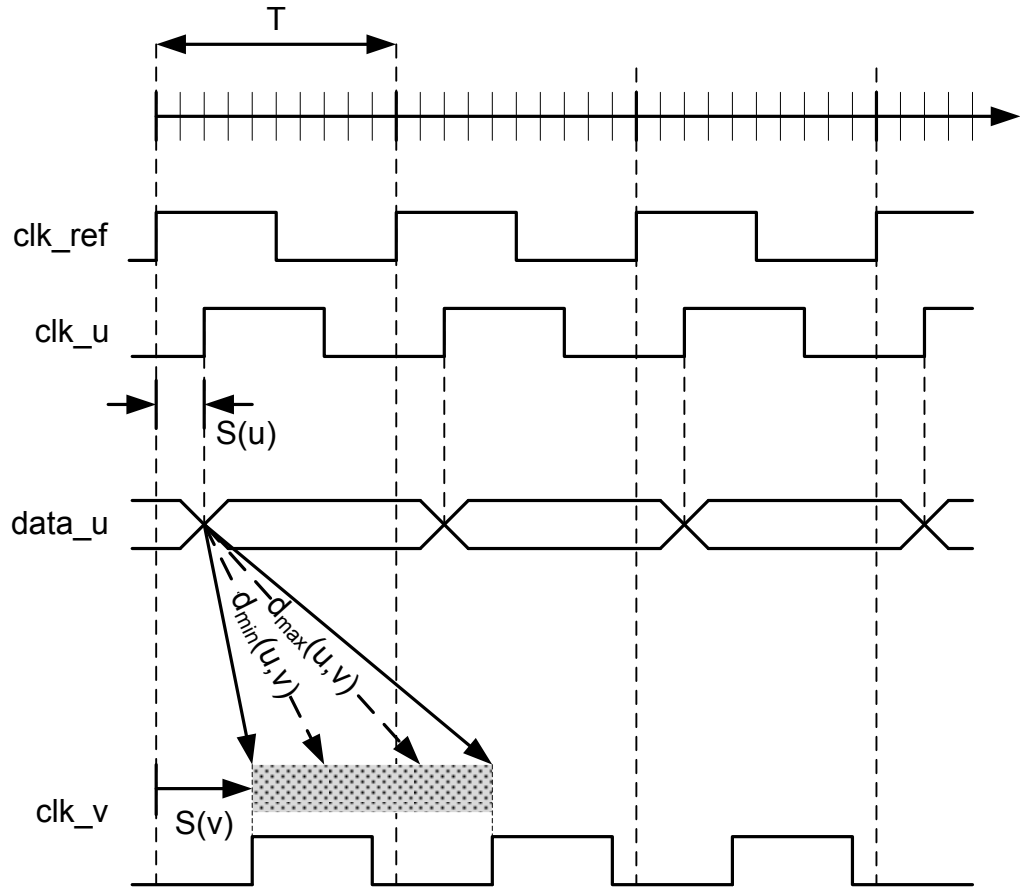 T
clk_ref
clk_u
S(u)
data_u
dmin(u,v)
dmax(u,v)
clk_v
S(v)